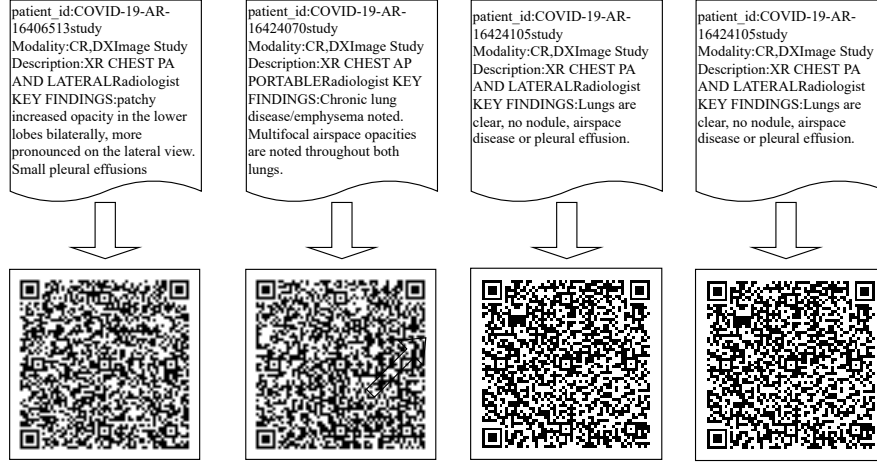 patient_id:COVID-19-AR-
16406513study
Modality:CR,DXImage Study
Description:XR CHEST PA
AND LATERALRadiologist
KEY FINDINGS:patchy
increased opacity in the lower
lobes bilaterally, more
pronounced on the lateral view.
Small pleural effusions
patient_id:COVID-19-AR-
16424070study
Modality:CR,DXImage Study
Description:XR CHEST AP
PORTABLERadiologist KEY
FINDINGS:Chronic lung
disease/emphysema noted.
Multifocal airspace opacities
are noted throughout both
lungs.
patient_id:COVID-19-AR-
16424105study
Modality:CR,DXImage Study
Description:XR CHEST PA
AND LATERALRadiologist
KEY FINDINGS:Lungs are
clear, no nodule, airspace
disease or pleural effusion.
patient_id:COVID-19-AR-
16424105study
Modality:CR,DXImage Study
Description:XR CHEST PA
AND LATERALRadiologist
KEY FINDINGS:Lungs are
clear, no nodule, airspace
disease or pleural effusion.